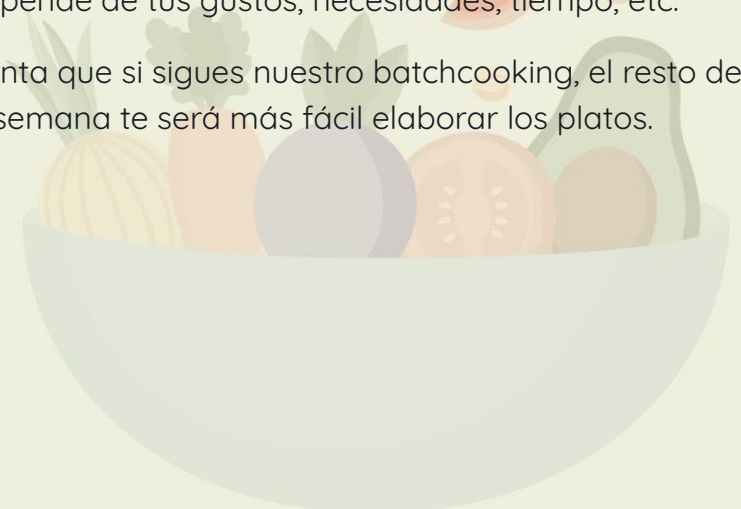 pende de tus gustos, necesidades, tiempo, etc.
nta que si sigues nuestro batchcooking, el resto de
semana te será más fácil elaborar los platos.